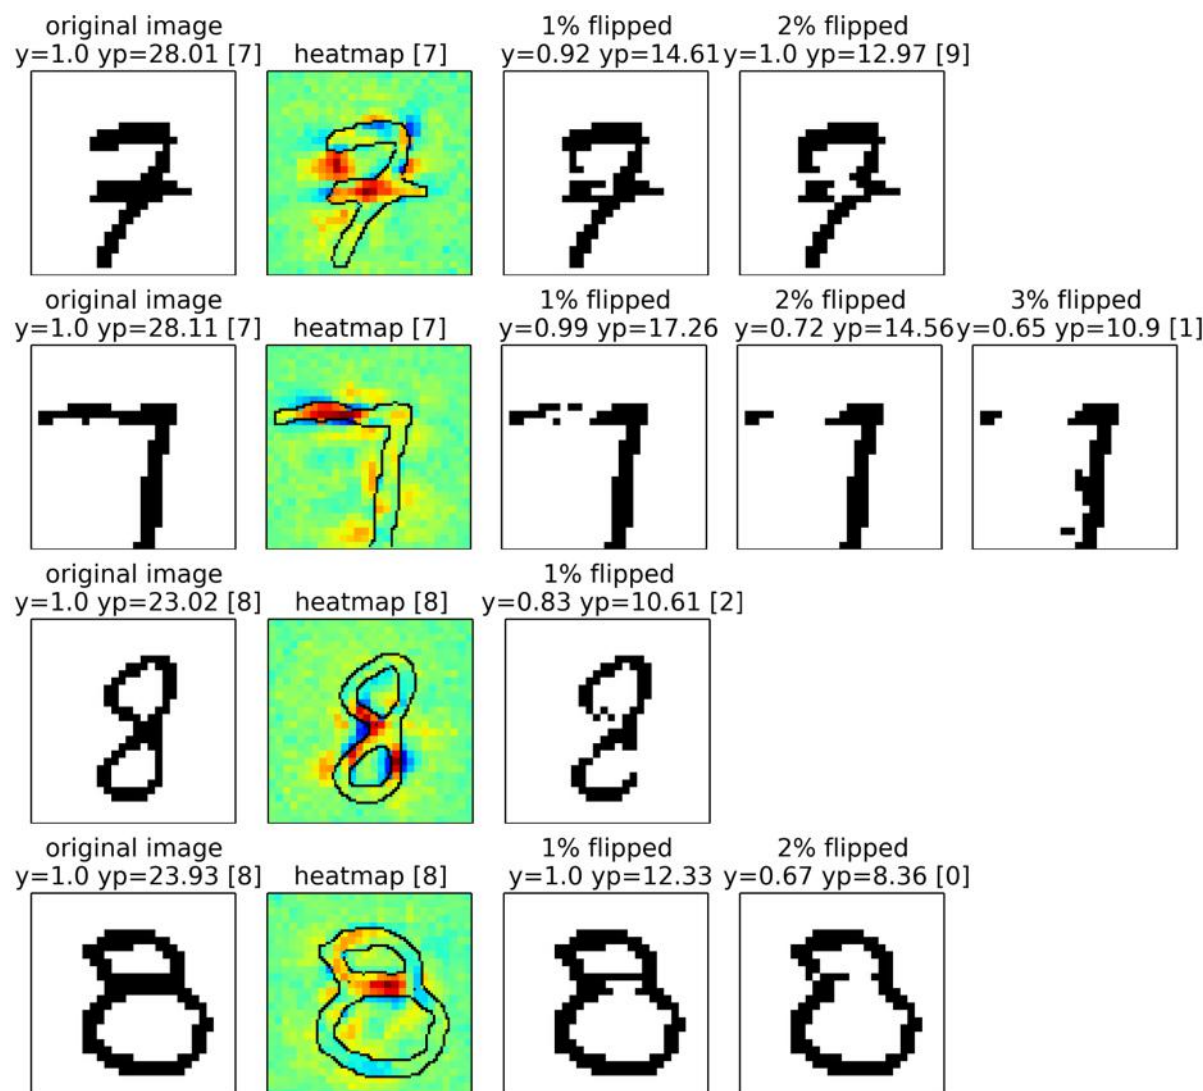 original image
y=1.0 yp=28.01 [7]
heatmap [7]
1% flipped
y=0.92 yp=14.61
2% flipped
y=1.0 yp=12.97 [9]
original image
y=1.0 yp=28.11 [7]
heatmap [7]
1% flipped
y=0.99 yp=17.26
2% flipped
y=0.72 yp=14.56
3% flipped
y=0.65 yp=10.9 [1]
original image
y=1.0 yp=23.02 [8]
heatmap [8]
1% flipped
y=0.83 yp=10.61 [2]
original image
y=1.0 yp=23.93 [8]
heatmap [8]
1% flipped
y=1.0 yp=12.33
2% flipped
y=0.67 yp=8.36 [0]